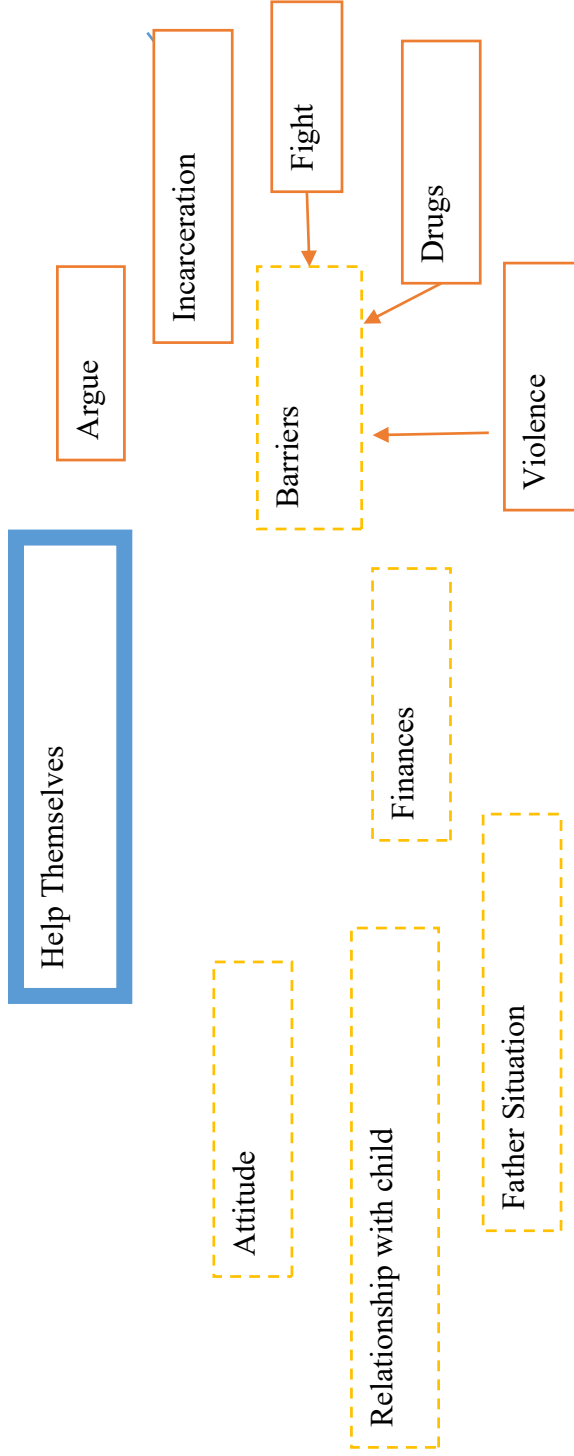 Help Themselves
Argue
Incarceration
Attitude
Barriers
Fight
Relationship with child
Finances
Drugs
Father Situation
Violence